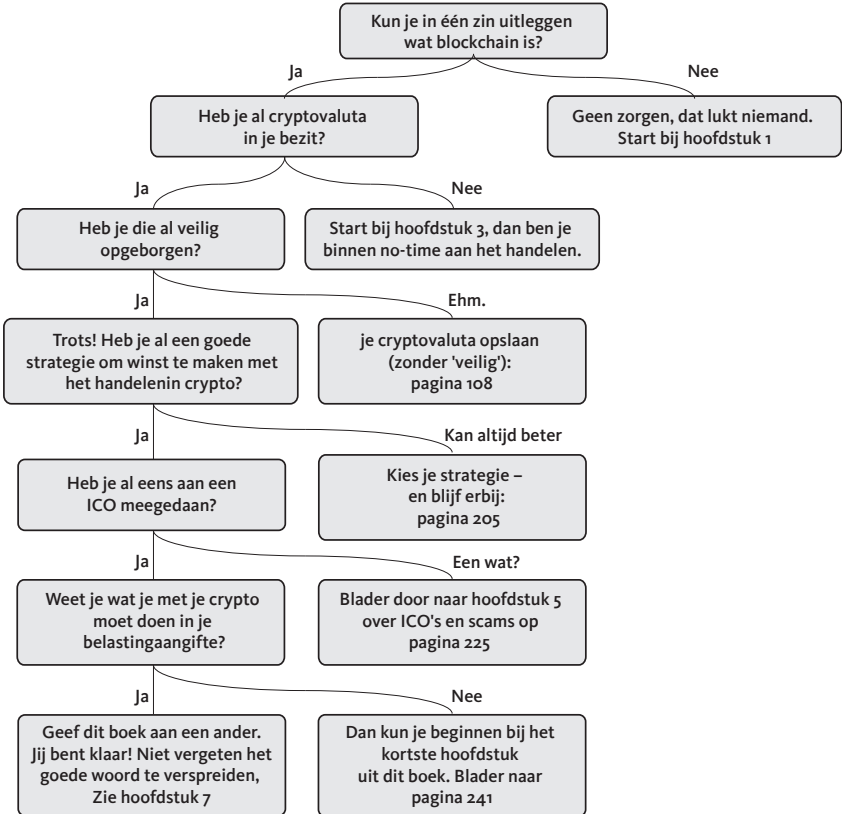 Kun je in één zin uitleggen
wat blockchain is?
Ja
Nee
Heb je al cryptovaluta
in je bezit?
Geen zorgen, dat lukt niemand.
Start bij hoofdstuk 1
Ja
Nee
Heb je die al veilig
opgeborgen?
Start bij hoofdstuk 3, dan ben je
binnen no-time aan het handelen.
Ja
Ehm.
Trots! Heb je al een goede
strategie om winst te maken met
het handelenin crypto?
je cryptovaluta opslaan
(zonder 'veilig'):
pagina 108
Ja
Kan altijd beter
Heb je al eens aan een
ICO meegedaan?
Kies je strategie –
en blijf erbij:
pagina 205
Ja
Een wat?
Weet je wat je met je crypto
moet doen in je
belastingaangifte?
Blader door naar hoofdstuk 5
over ICO's en scams op
pagina 225
Ja
Nee
Geef dit boek aan een ander.
Jij bent klaar! Niet vergeten het
goede woord te verspreiden,
Zie hoofdstuk 7
Dan kun je beginnen bij het
kortste hoofdstuk
uit dit boek. Blader naar
pagina 241